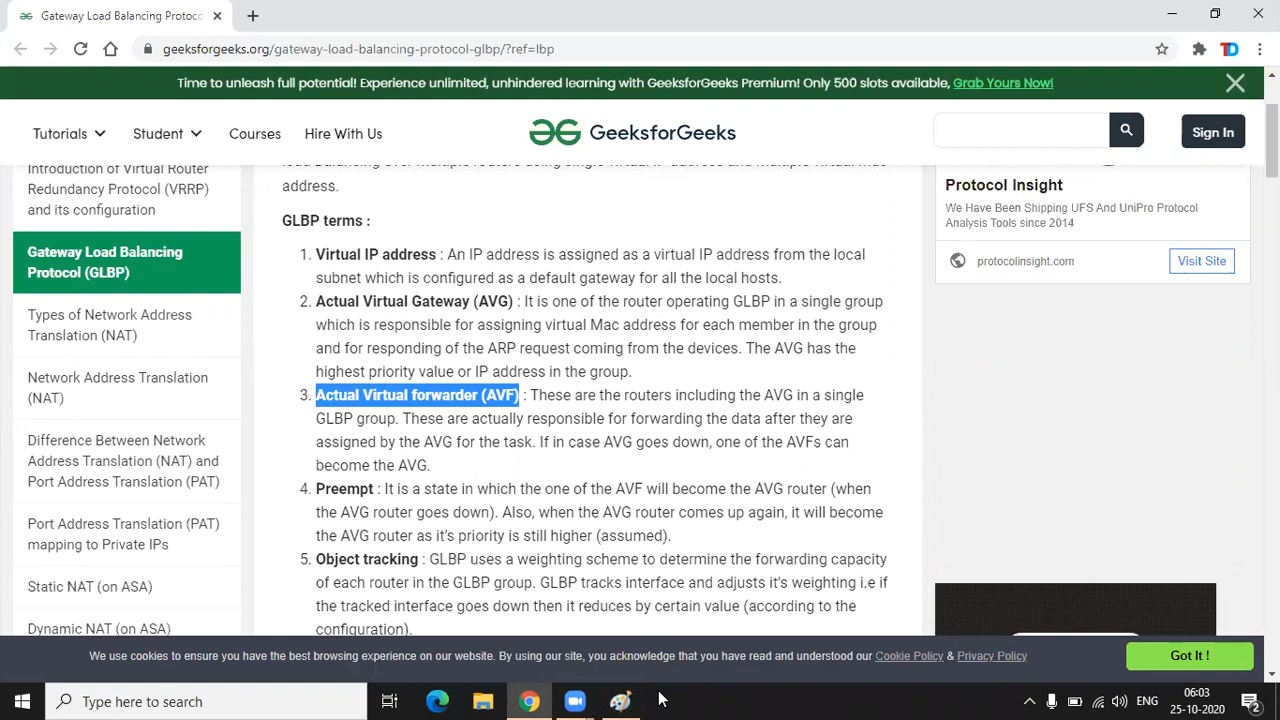 Gateway Load Balancing Protoco
geeksforgeeks.org/gateway-load-balancing-protocol-glbp/?ref=lbp
Time to unleash full potential! Experience unlimited, unhindered learning with GeeksforGeeks Premium! Only 500 slots available, Grab Yours Now!
Tutorials
Student
Courses
Hire With Us
GeeksforGeeks
Sign In
Introduction of Virtual Router
Redundancy Protocol (VRRP)
and its configuration
Gateway Load Balancing
Protocol (GLBP)
Types of Network Address
Translation (NAT)
Network Address Translation
(NAT)
Difference Between Network
Address Translation (NAT) and
Port Address Translation (PAT)
Port Address Translation (PAT)
mapping to Private IPs
Static NAT (on ASA)
Dynamic NAT (on ASA)
load Balancing over multiple routers using single virtual IP address and multiple virtual Mac
address.
GLBP terms :
1. Virtual IP address : An IP address is assigned as a virtual IP address from the local
subnet which is configured as a default gateway for all the local hosts.
2. Actual Virtual Gateway (AVG) : It is one of the router operating GLBP in a single group
which is responsible for assigning virtual Mac address for each member in the group
and for responding of the ARP request coming from the devices. The AVG has the
highest priority value or IP address in the group.
3. Actual Virtual forwarder (AVF) : These are the routers including the AVG in a single
GLBP group. These are actually responsible for forwarding the data after they are
assigned by the AVG for the task. If in case AVG goes down, one of the AVFs can
become the AVG.
4. Preempt : It is a state in which the one of the AVF will become the AVG router (when
the AVG router goes down). Also, when the AVG router comes up again, it will become
the AVG router as it's priority is still higher (assumed).
5. Object tracking : GLBP uses a weighting scheme to determine the forwarding capacity
of each router in the GLBP group. GLBP tracks interface and adjusts it's weighting i.e if
the tracked interface goes down then it reduces by certain value (according to the
configuration).
Protocol Insight
We Have Been Shipping UFS And UniPro Protocol
Analysis Tools since 2014
protocolinsight.com
Visit Site
We use cookies to ensure you have the best browsing experience on our website. By using our site, you acknowledge that you have read and understood our Cookie Policy & Privacy Policy
Got It !
Type here to search
ENG
06:03
25-10-2020
2